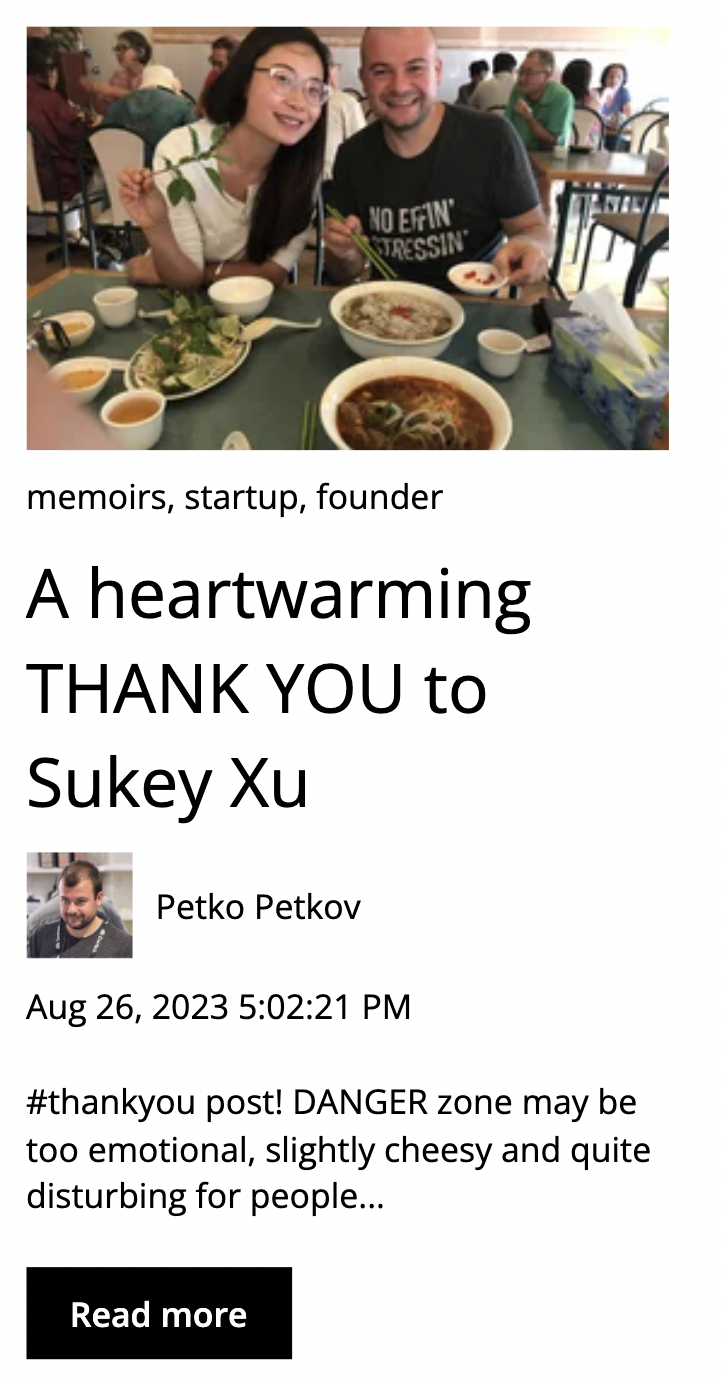 NO EFFIN'
STRESSIN'
memoirs, startup, founder
A heartwarming
THANK YOU to
Sukey Xu
Petko Petkov
Aug 26, 2023 5:02:21 PM
#thankyou post! DANGER zone may be
too emotional, slightly cheesy and quite
disturbing for people...
Read more